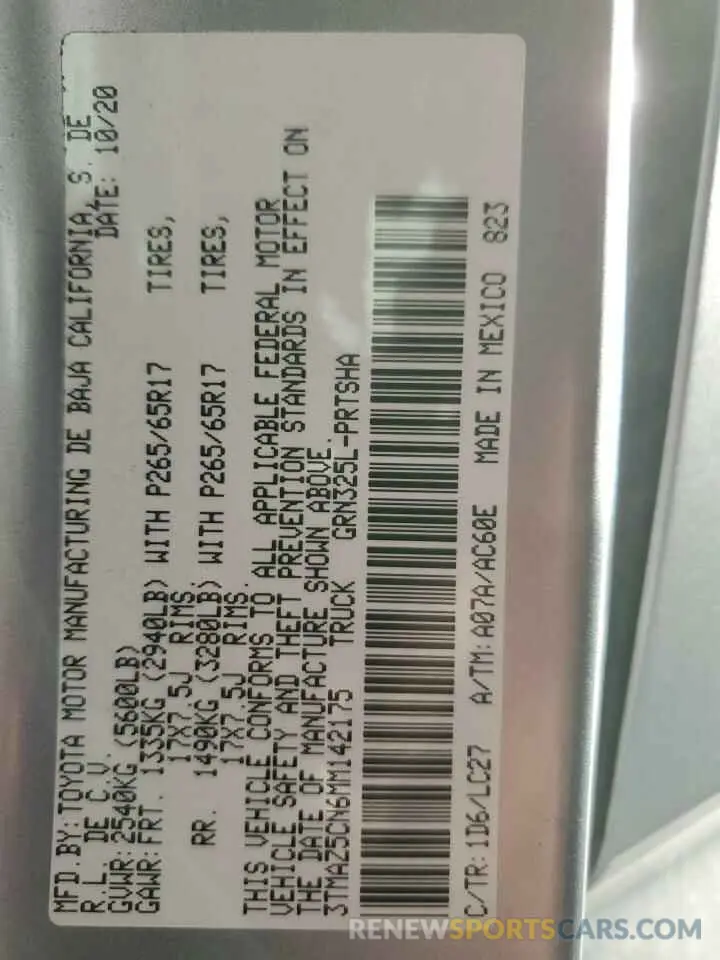 MFD.BY:TOYOTA MOTOR MANUFACTURING DE BAJA CALIFORNIA, S. DE
R.L. DE C.V. DATE: 10/20
GVWR:2540KG (5600LB)
GAWR:FRT. 1335KG (2940LB) WITH P265/65R17 TIRES,
17X7.5J RIMS.
RR. 1490KG (3280LB) WITH P265/65R17 TIRES,
17X7.5J RIMS.
THIS VEHICLE CONFORMS TO ALL APPLICABLE FEDERAL MOTOR
VEHICLE SAFETY AND THEFT PREVENTION STANDARDS IN EFFECT ON
THE DATE OF MANUFACTURE SHOWN ABOVE.
3TMAZ5CN6MM142175 TRUCK GRN325L-PRTSHA
C/TR:1D6/LC27 A/TM:A07A/AC60E MADE IN MEXICO 823
RENEWSPORTSCARS.COM